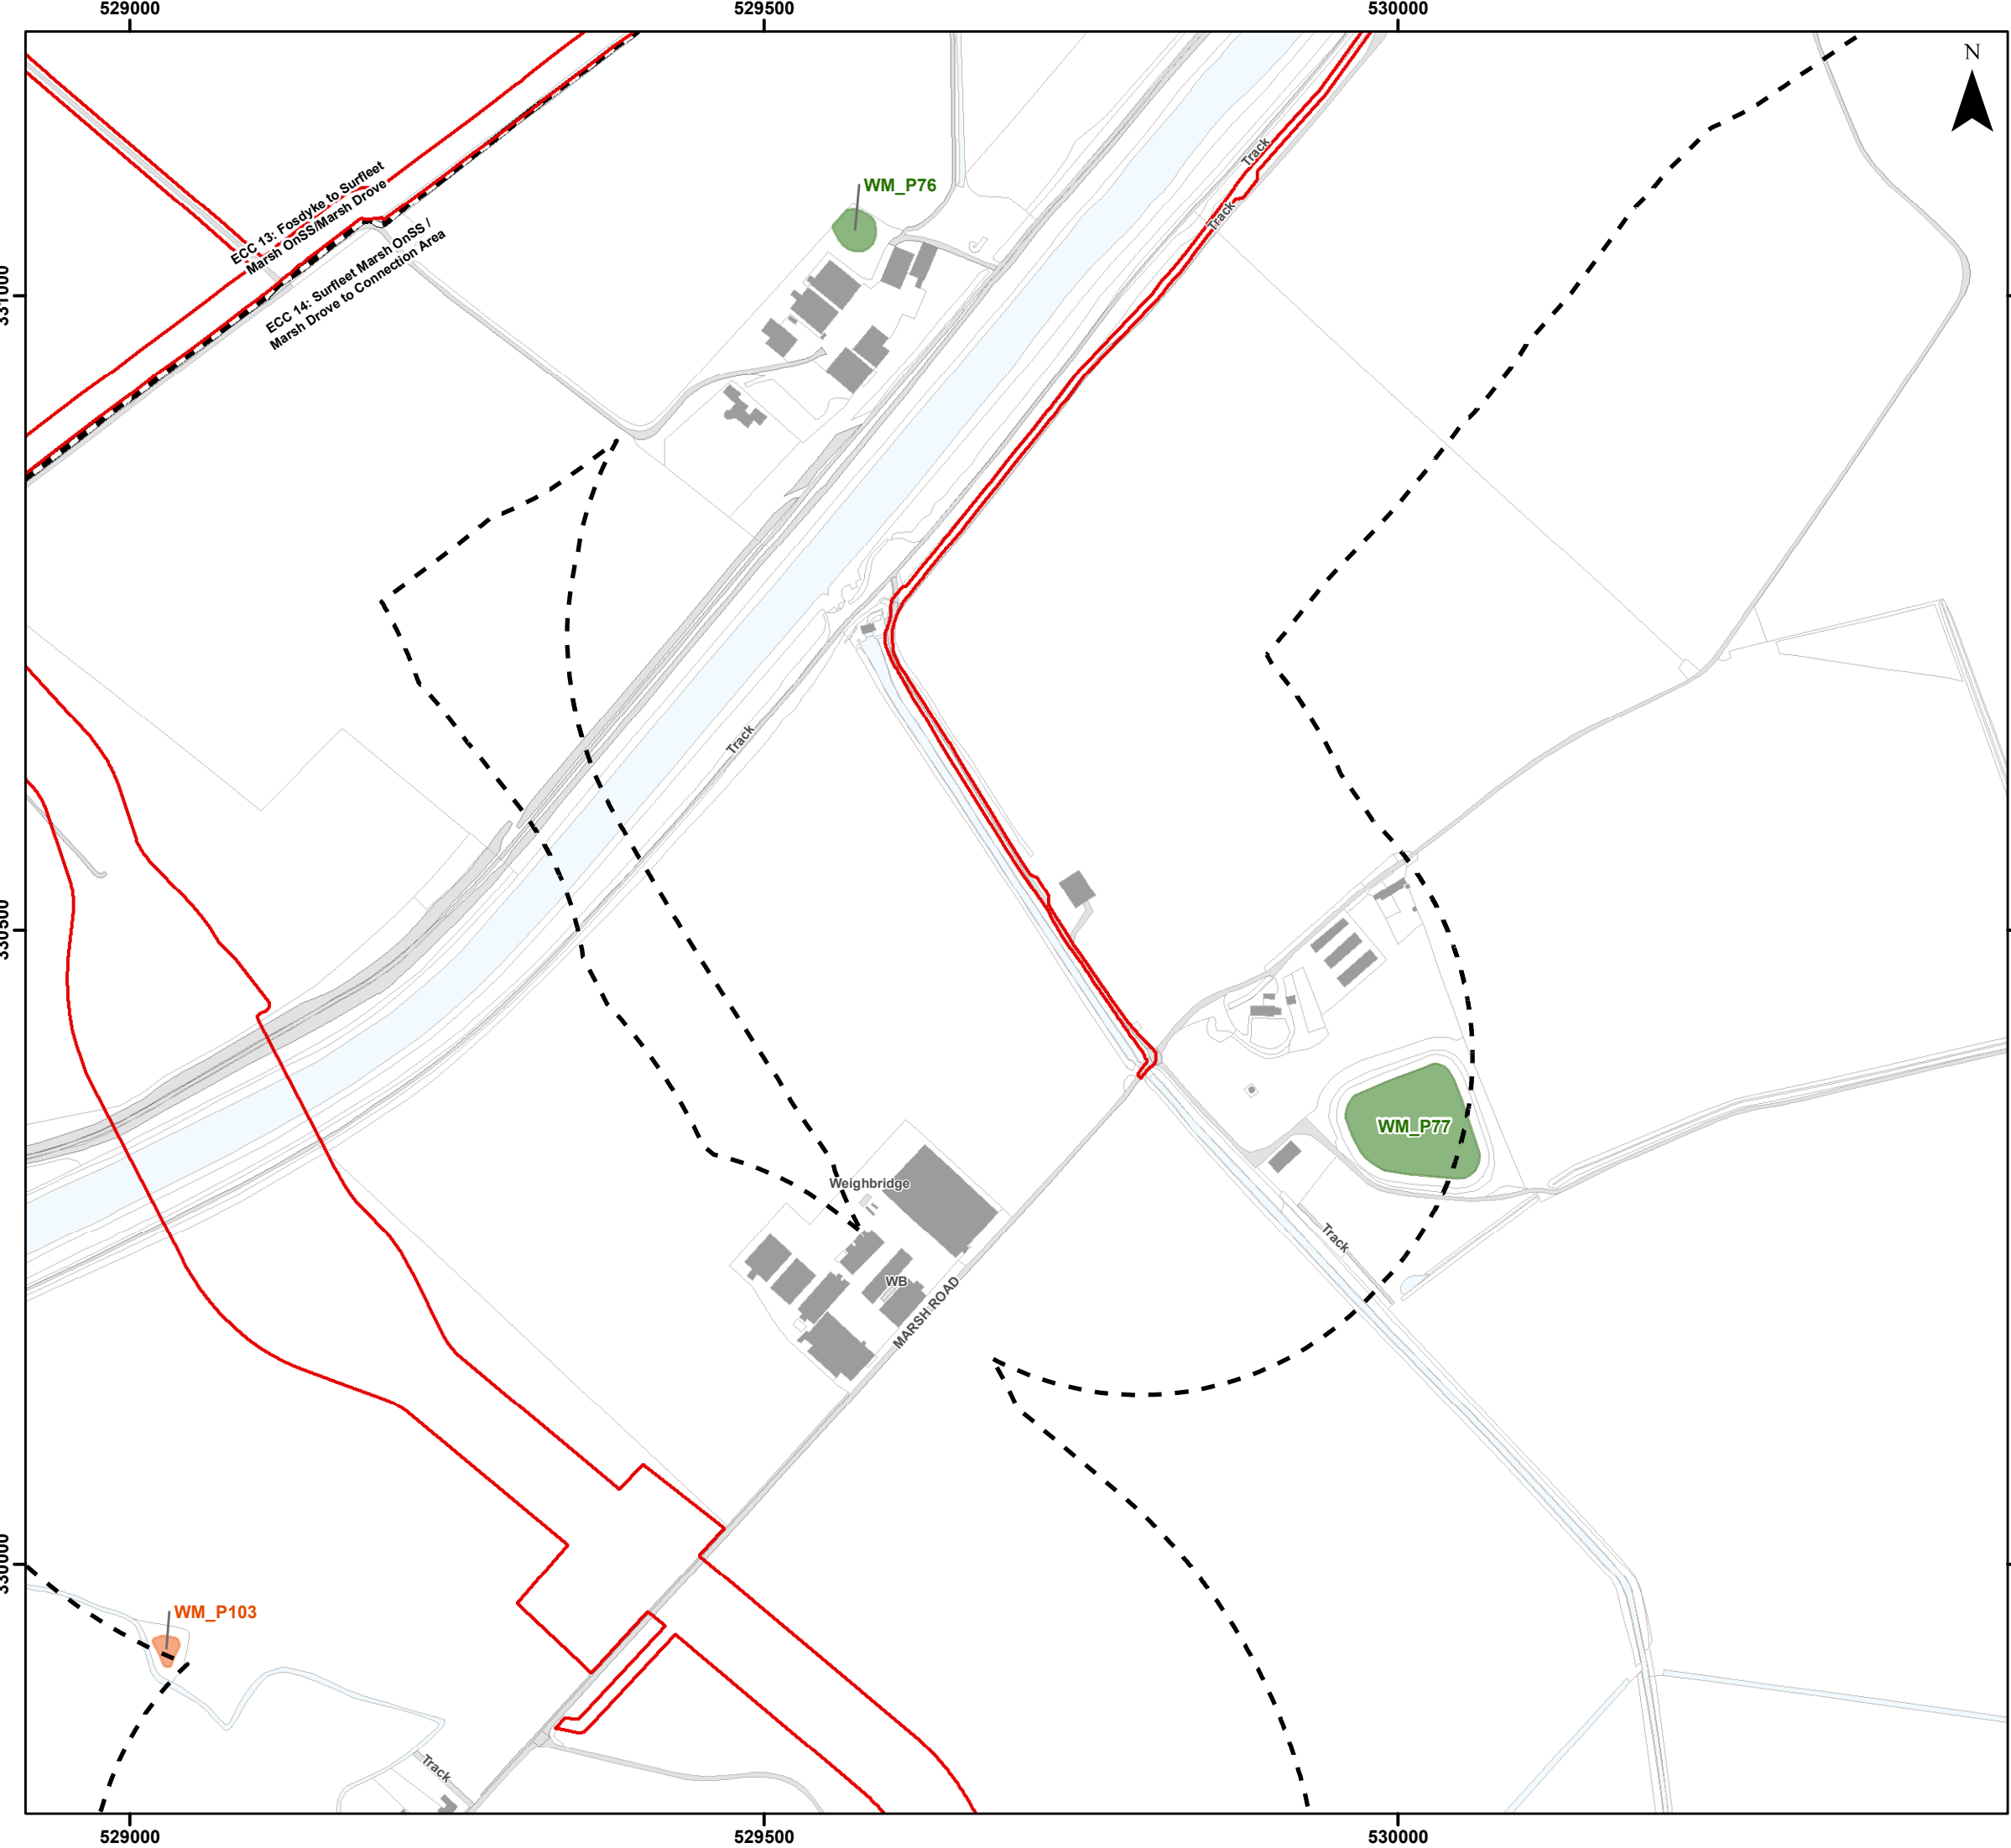 529000
529500
530000
N
Track
Track
WM_P76
ECC 13: Fosdyke to Surfleet
Marsh OnSS/Marsh Drove
ECC 14: Surfleet Marsh OnSS /
Marsh Drove to Connection Area
331000
Track
330500
WM_P77
Weighbridge
Track
WB
MARSH ROAD
330000
WM_P103
Track
529000
529500
530000